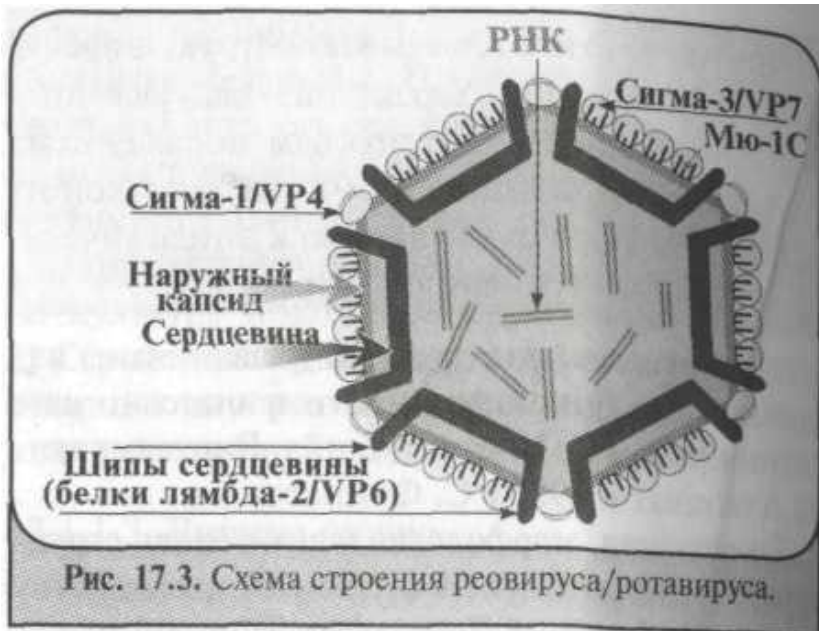 РНК
Сигма-3/VP7
Мю-1С
Сигма-1/VP4
Наружный
капсид
Сердцевина
Шипы сердцевины
(белки лямбда-2/VP6)
Рис. 17.3. Схема строения реовируса/ротавируса.